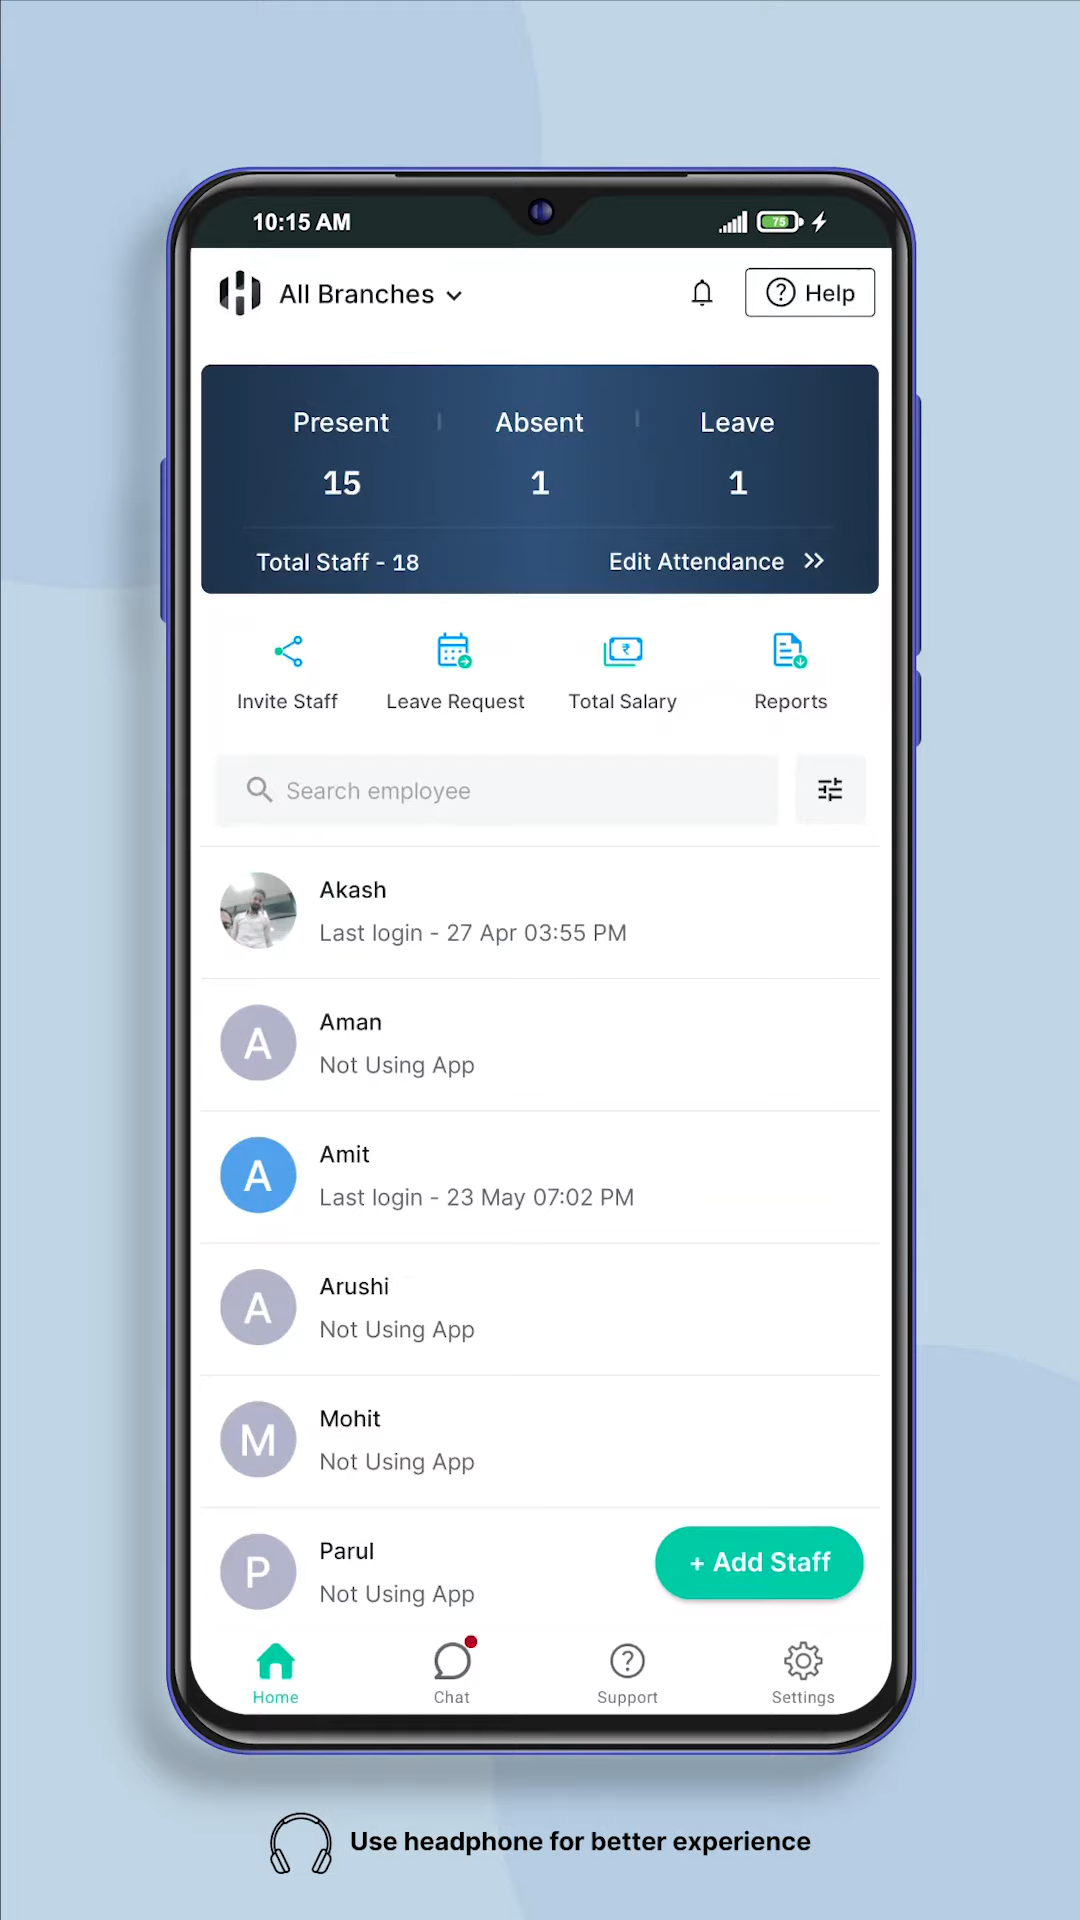 10:15 AM
75
All Branches
Help
Present Absent Leave
15 1 1
Total Staff - 18 Edit Attendance
Invite Staff Leave Request Total Salary Reports
Search employee
Akash
Last login - 27 Apr 03:55 PM
A
Aman
Not Using App
A
Amit
Last login - 23 May 07:02 PM
A
Arushi
Not Using App
M
Mohit
Not Using App
P
Parul
Not Using App
+ Add Staff
Home Chat Support Settings
Use headphone for better experience